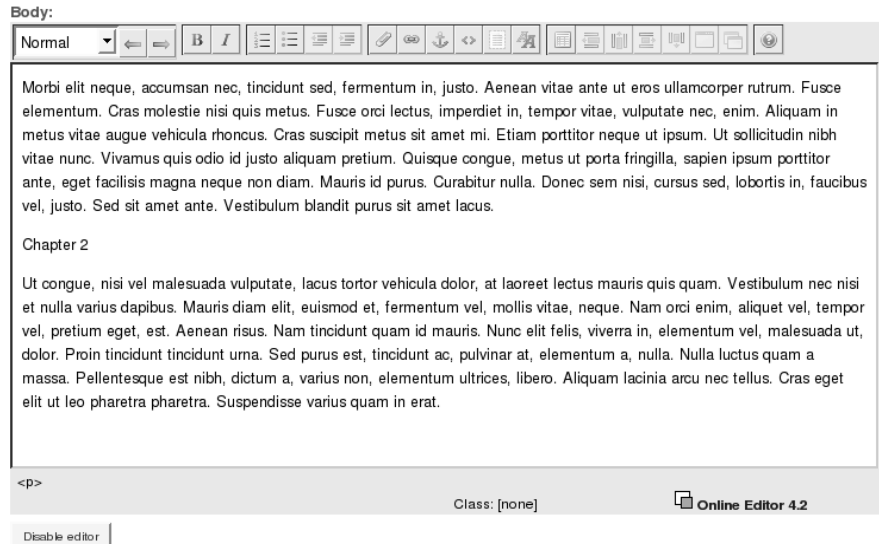 Body:
Normal B I
Morbi elit neque, accumsan nec, tincidunt sed, fermentum in, justo. Aenean vitae ante ut eros ullamcorper rutrum. Fusce
elementum. Cras molestie nisi quis metus. Fusce orci lectus, imperdiet in, tempor vitae, vulputate nec, enim. Aliquam in
metus vitae augue vehicula rhoncus. Cras suscipit metus sit amet mi. Etiam porttitor neque ut ipsum. Ut sollicitudin nibh
vitae nunc. Vivamus quis odio id justo aliquam pretium. Quisque congue, metus ut porta fringilla, sapien ipsum porttitor
ante, eget facilisis magna neque non diam. Mauris id purus. Curabitur nulla. Donec sem nisi, cursus sed, lobortis in, faucibus
vel, justo. Sed sit amet ante. Vestibulum blandit purus sit amet lacus.
Chapter 2
Ut congue, nisi vel malesuada vulputate, lacus tortor vehicula dolor, at laoreet lectus mauris quis quam. Vestibulum nec nisi
et nulla varius dapibus. Mauris diam elit, euismod et, fermentum vel, mollis vitae, neque. Nam orci enim, aliquet vel, tempor
vel, pretium eget, est. Aenean risus. Nam tincidunt quam id mauris. Nunc elit felis, viverra in, elementum vel, malesuada ut,
dolor. Proin tincidunt tincidunt urna. Sed purus est, tincidunt ac, pulvinar at, elementum a, nulla. Nulla luctus quam a
massa. Pellentesque est nibh, dictum a, varius non, elementum ultrices, libero. Aliquam lacinia arcu nec tellus. Cras eget
elit ut leo pharetra pharetra. Suspendisse varius quam in erat.
<p>
Class: [none] Online Editor 4.2
Disable editor